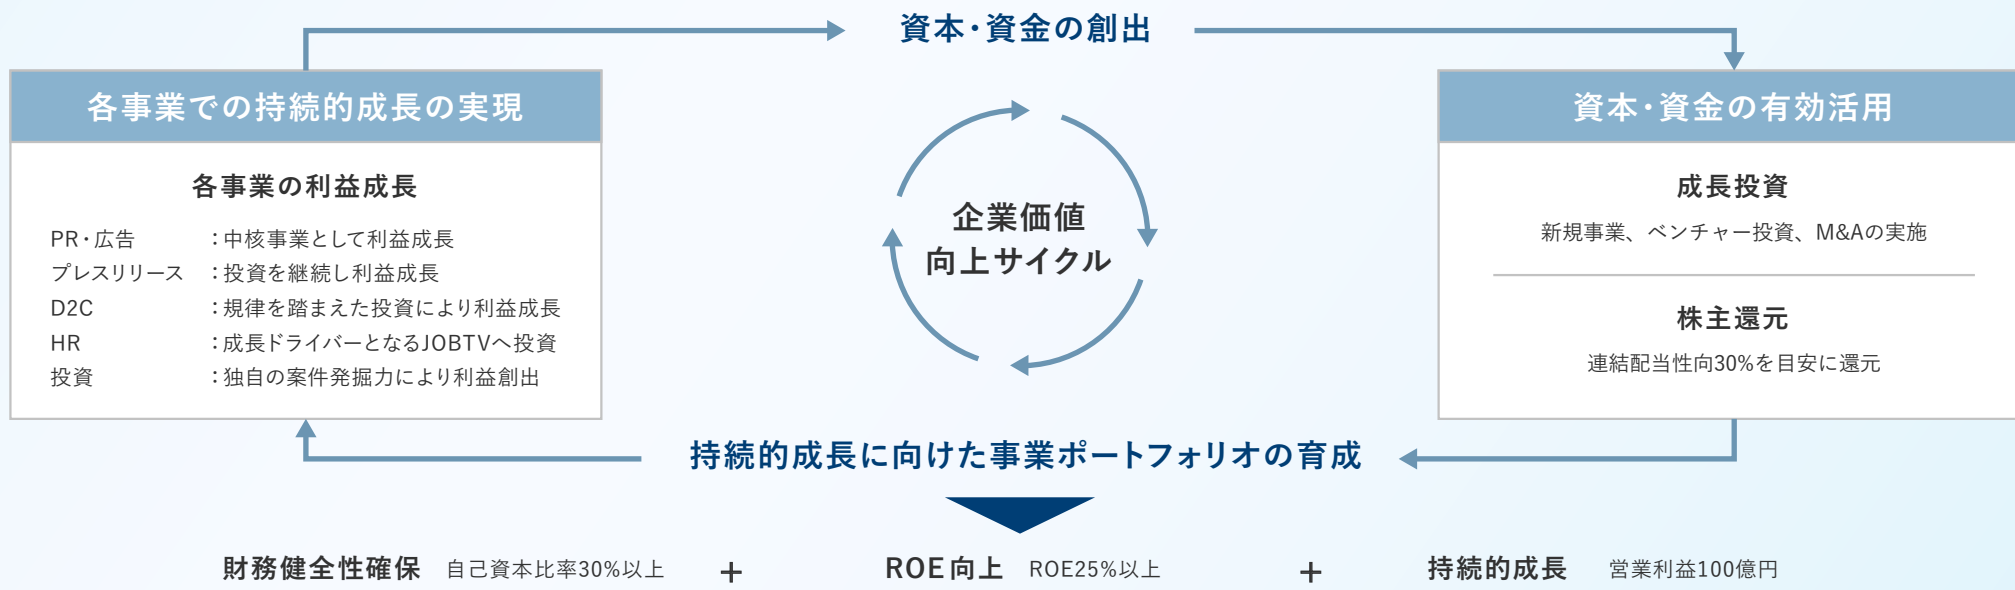 資本・資金の創出
各事業での持続的成長の実現
各事業の利益成長
PR・広告 ：中核事業として利益成長
プレスリリース ：投資を継続し利益成長
D2C ：規律を踏まえた投資により利益成長
HR ：成長ドライバーとなるJOBTVへ投資
投資 ：独自の案件発掘力により利益創出
企業価値
向上サイクル
資本・資金の有効活用
成長投資
新規事業、ベンチャー投資、M&Aの実施
株主還元
連結配当性向30%を目安に還元
持続的成長に向けた事業ポートフォリオの育成
財務健全性確保 自己資本比率30%以上 + ROE向上 ROE25%以上 + 持続的成長 営業利益100億円